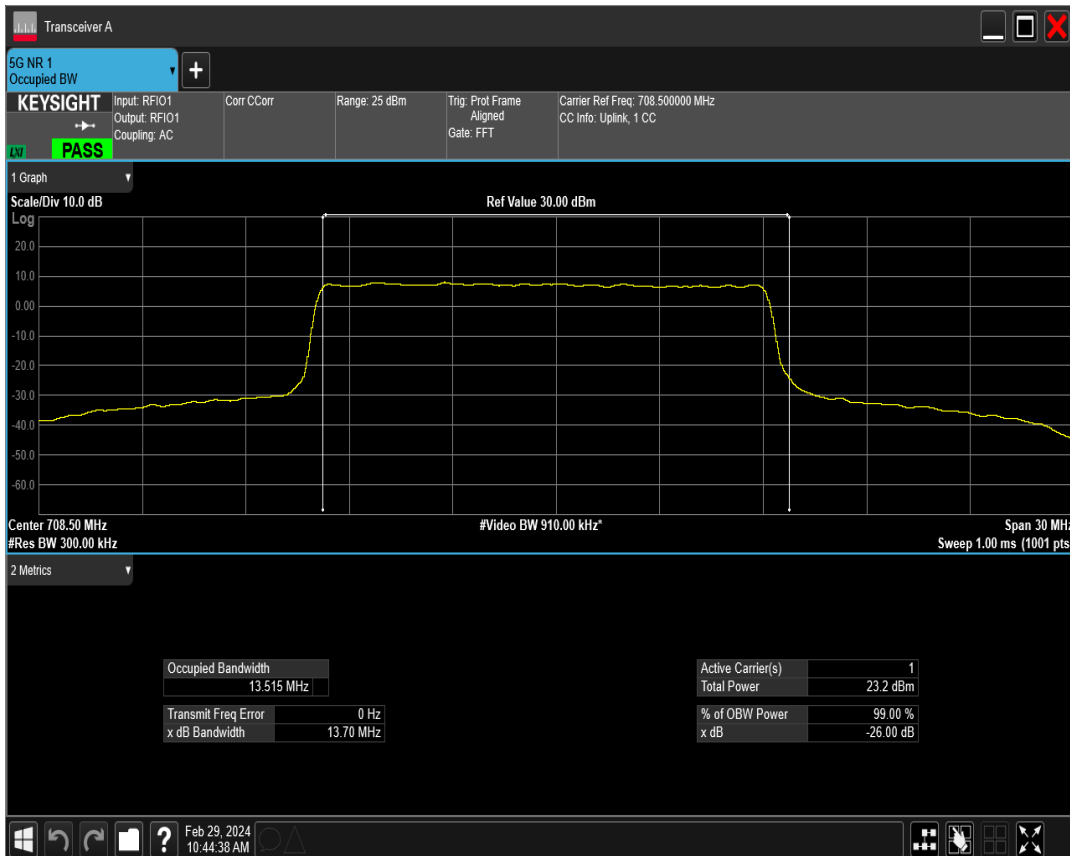 Transceiver A
5G NR 1
Occupied BW
KEYSIGHT
LXI
PASS
Input: RFIO1
Output: RFIO1
Coupling: AC
Corr CCorr
Range: 25 dBm
Trig: Prot Frame
Aligned
Gate: FFT
Carrier Ref Freq: 708.500000 MHz
CC Info: Uplink, 1 CC
1 Graph
Scale/Div 10.0 dB
Ref Value 30.00 dBm
Log
20.0
10.0
0.00
-10.0
-20.0
-30.0
-40.0
-50.0
-60.0
Center 708.50 MHz
#Video BW 910.00 kHz*
Span 30 MHz
#Res BW 300.00 kHz
Sweep 1.00 ms (1001 pts
2 Metrics
Occupied Bandwidth
13.515 MHz
Transmit Freq Error 0 Hz
x dB Bandwidth 13.70 MHz
Active Carrier(s) 1
Total Power 23.2 dBm
% of OBW Power 99.00 %
x dB -26.00 dB
?
Feb 29, 2024
10:44:38 AM